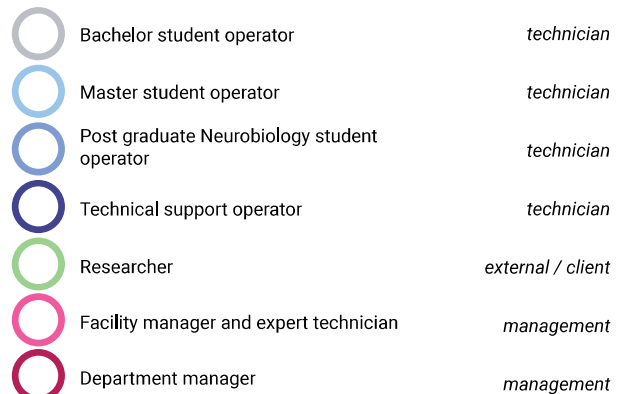 Bachelor student operator technician
Master student operator technician
Post graduate Neurobiology student
operator technician
Technical support operator technician
Researcher external / client
Facility manager and expert technician management
Department manager management